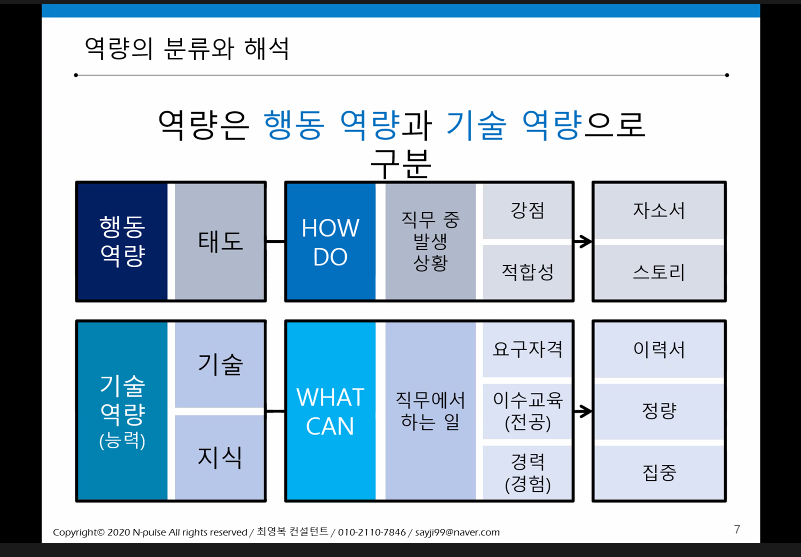 역량의 분류와 해석
역량은 행동 역량과 기술 역량으로
구분
행동
역량
태도
HOW
DO
직무 중
발생
상황
강점
적합성
자소서
스토리
기술
역량
(능력)
기술
지식
WHAT
CAN
직무에서
하는 일
요구자격
이수교육
(전공)
경력
(경험)
이력서
정량
집중
Copyright© 2020 N-pulse All rights reserved / 최영복 컨설턴트 / 010-2110-7846 / sayji99@naver.com
7